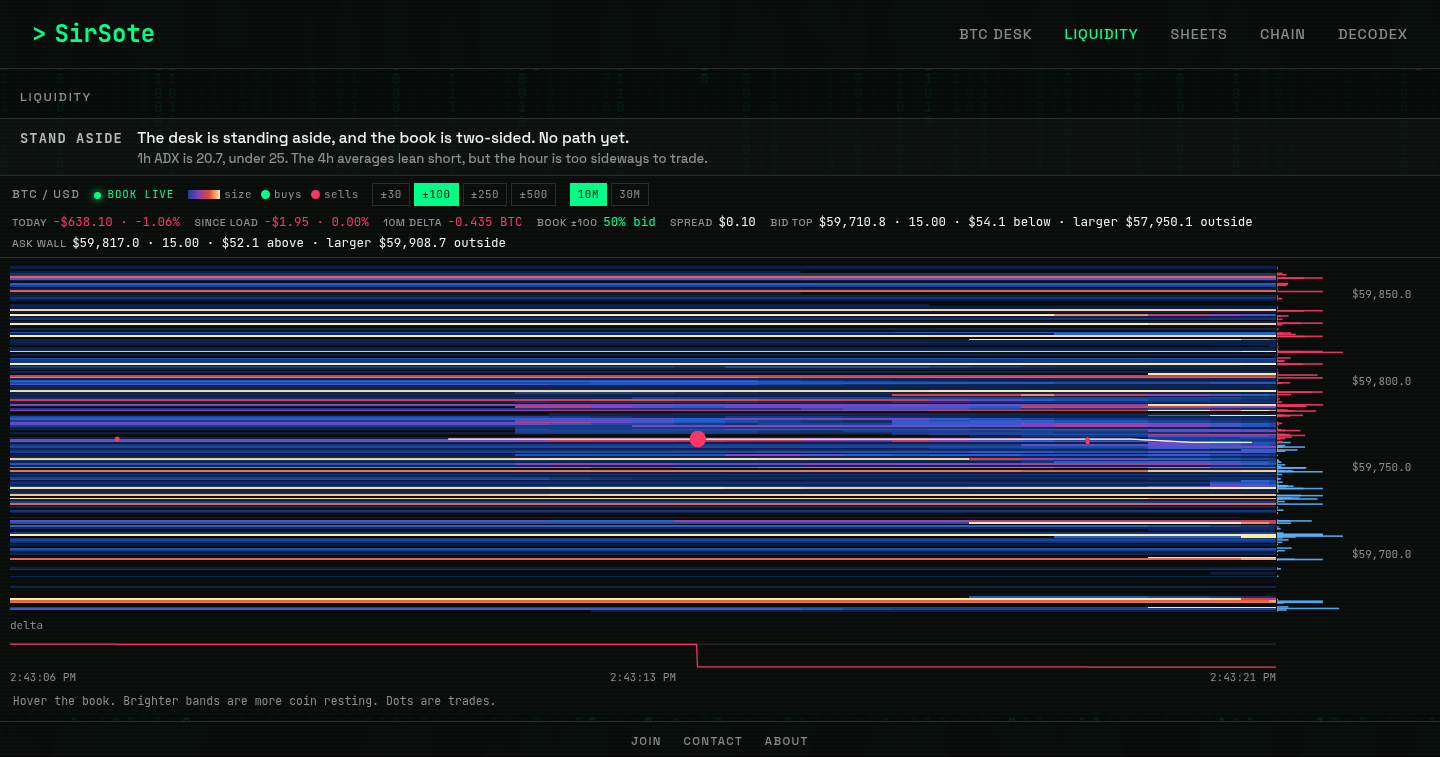 > SirSote
BTC DESK LIQUIDITY SHEETS CHAIN DECODEX
LIQUIDITY
STAND ASIDE The desk is standing aside, and the book is two-sided. No path yet.
1h ADX is 20.7, under 25. The 4h averages lean short, but the hour is too sideways to trade.
BTC / USD BOOK LIVE size buys sells ±30 ±100 ±250 ±500 10M 30M
TODAY -$638.10 · -1.06% SINCE LOAD -$1.95 · 0.00% 10M DELTA -0.435 BTC BOOK ±100 50% bid SPREAD $0.10 BID TOP $59,710.8 · 15.00 · $54.1 below · larger $57,950.1 outside
ASK WALL $59,817.0 · 15.00 · $52.1 above · larger $59,908.7 outside
$59,850.0
$59,800.0
$59,750.0
$59,700.0
delta
2:43:06 PM 2:43:13 PM 2:43:21 PM
Hover the book. Brighter bands are more coin resting. Dots are trades.
JOIN CONTACT ABOUT